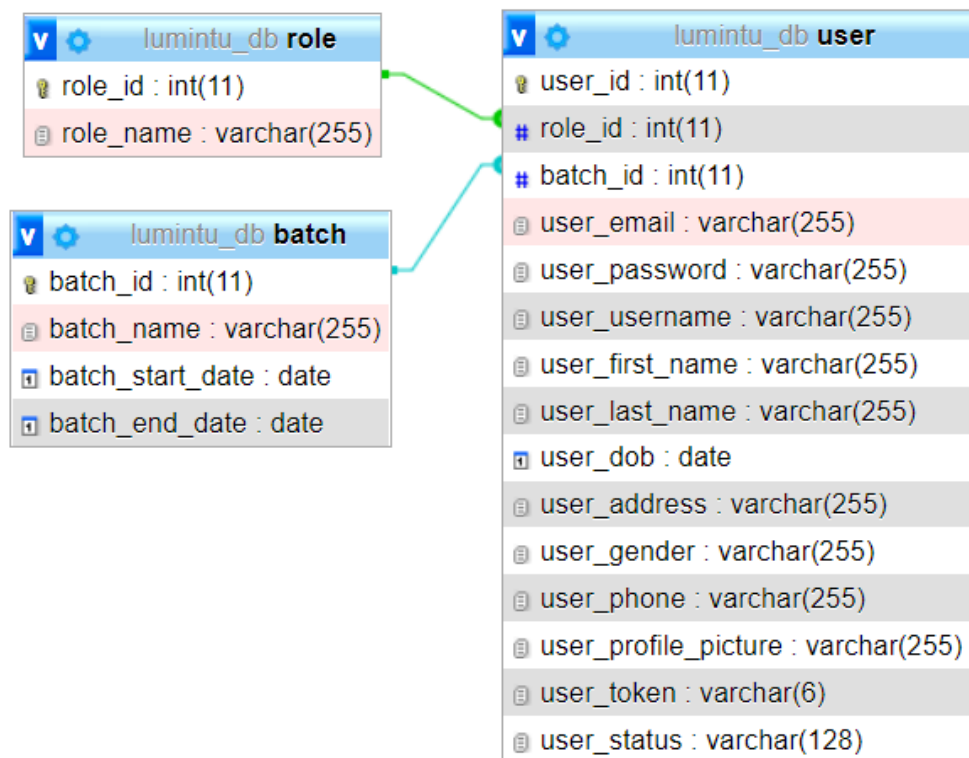 v lumintu_db role
role_id : int(11)
role_name : varchar(255)
v lumintu_db batch
batch_id : int(11)
batch_name : varchar(255)
batch_start_date : date
batch_end_date : date
v lumintu_db user
user_id : int(11)
# role_id : int(11)
# batch_id : int(11)
user_email : varchar(255)
user_password : varchar(255)
user_username : varchar(255)
user_first_name : varchar(255)
user_last_name : varchar(255)
user_dob : date
user_address : varchar(255)
user_gender : varchar(255)
user_phone : varchar(255)
user_profile_picture : varchar(255)
user_token : varchar(6)
user_status : varchar(128)